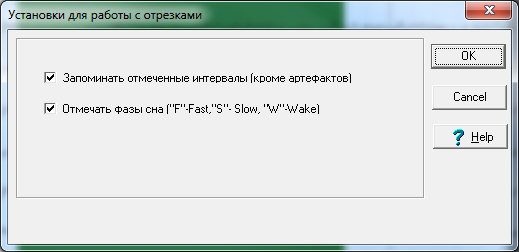 Установки для работы с отрезками
Запоминать отмеченные интервалы (кроме артефактов)
Отмечать фазы сна ("F"-Fast,"S"- Slow, "W"-Wake)
OK
Cancel
? Help